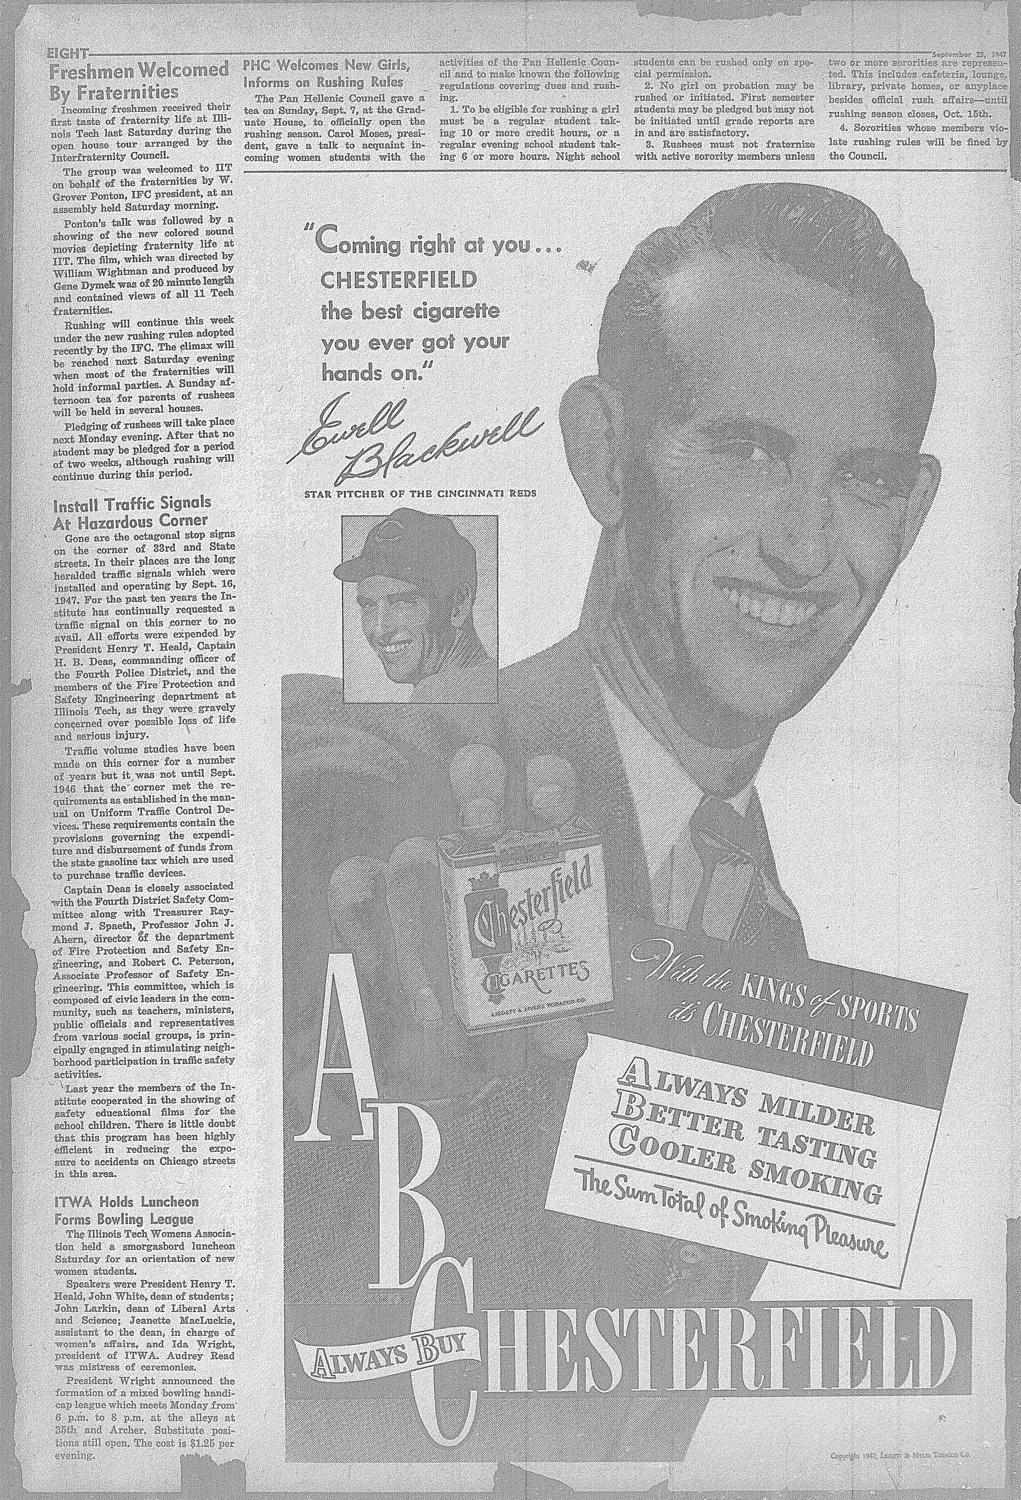 EIGHT
September 23, 1947
Freshmen Welcomed
By Fraternities
Incoming freshmen received their
first taste of fraternity life at Illi-
nois Tech last Saturday during the
open house tour arranged by the
Interfraternity Council.
The group was welcomed to IIT
on behalf of the fraternities by W.
Grover Ponton, IFC president, at an
assembly held Saturday morning.
Ponton's talk was followed by a
showing of the new colored sound
movies depicting fraternity life at
IIT. The film, which was directed by
William Wightman and produced by
Gene Dymek was of 20 minute length
and contained views of all 11 Tech
fraternities.
Rushing will continue this week
under the new rushing rules adopted
recently by the IFC. The climax will
be reached next Saturday evening
when most of the fraternities will
hold informal parties. A Sunday af-
ternoon tea for parents of rushees
will be held in several houses.
Pledging of rushees will take place
next Monday evening. After that no
student may be pledged for a period
of two weeks, although rushing will
continue during this period.
Install Traffic Signals
At Hazardous Corner
Gone are the octagonal stop signs
on the corner of 33rd and State
streets. In their places are the long
heralded traffic signals which were
installed and operating by Sept. 16,
1947. For the past ten years the In-
stitute has continually requested a
traffic signal on this corner to no
avail. All efforts were expended by
President Henry T. Heald, Captain
H. B. Deas, commanding officer of
the Fourth Police District, and the
members of the Fire Protection and
Safety Engineering department at
Illinois Tech, as they were gravely
concerned over possible loss of life
and serious injury.
Traffic volume studies have been
made on this corner for a number
of years but it was not until Sept.
1946 that the corner met the re-
quirements as established in the man-
ual on Uniform Traffic Control De-
vices. These requirements contain the
provisions governing the expendi-
ture and disbursement of funds from
the state gasoline tax which are used
to purchase traffic devices.
Captain Deas is closely associated
with the Fourth District Safety Com-
mittee along with Treasurer Ray-
mond J. Spaeth, Professor John J.
Ahern, director of the department
of Fire Protection and Safety En-
gineering, and Robert C. Peterson,
Associate Professor of Safety En-
gineering. This committee, which is
composed of civic leaders in the com-
munity, such as teachers, ministers,
public officials and representatives
from various social groups, is prin-
cipally engaged in stimulating neigh-
borhood participation in traffic safety
activities.
Last year the members of the In-
stitute cooperated in the showing of
safety educational films for the
school children. There is little doubt
that this program has been highly
efficient in reducing the expo-
sure to accidents on Chicago streets
in this area.
ITWA Holds Luncheon
Forms Bowling League
The Illinois Tech Womens Associa-
tion held a smorgasbord luncheon
Saturday for an orientation of new
women students.
Speakers were President Henry T.
Heald, John White, dean of students;
John Larkin, dean of Liberal Arts
and Science; Jeanette MacLuckie,
assistant to the dean, in charge of
women's affairs, and Ida Wright,
president of ITWA. Audrey Read
was mistress of ceremonies.
President Wright announced the
formation of a mixed bowling handi-
cap league which meets Monday from
6 p.m. to 8 p.m. at the alleys at
35th and Archer. Substitute posi-
tions still open. The cost is $1.25 per
evening.
PHC Welcomes New Girls,
Informs on Rushing Rules
The Pan Hellenic Council gave a
tea on Sunday, Sept. 7, at the Grad-
uate House, to officially open the
rushing season. Carol Moses, presi-
dent, gave a talk to acquaint in-
coming women students with the
activities of the Pan Hellenic Coun-
cil and to make known the following
regulations covering dues and rush-
ing.
1. To be eligible for rushing a girl
must be a regular student tak-
ing 10 or more credit hours, or a
regular evening school student tak-
ing 6 or more hours. Night school
students can be rushed only on spe-
cial permission.
2. No girl on probation may be
rushed or initiated. First semester
students may be pledged but may not
be initiated until grade reports are
in and are satisfactory.
3. Rushees must not fraternize
with active sorority members unless
two or more sororities are represen-
ted. This includes cafeteria, lounge,
library, private homes, or anyplace
besides official rush affairs—until
rushing season closes, Oct. 15th.
4. Sororities whose members vio-
late rushing rules will be fined by
the Council.
"Coming right at you...
CHESTERFIELD
the best cigarette
you ever got your
hands on."
Ewell
Blackwell
STAR PITCHER OF THE CINCINNATI REDS
C
Chesterfield
CIGARETTES
LIGGETT & MYERS TOBACCO CO.
With the KINGS of SPORTS
it's CHESTERFIELD
ALWAYS MILDER
BETTER TASTING
COOLER SMOKING
The Sum Total of Smoking Pleasure
A
B
ALWAYS BUY
CHESTERFIELD
Copyright 1947, LIGGETT & MYERS TOBACCO CO.